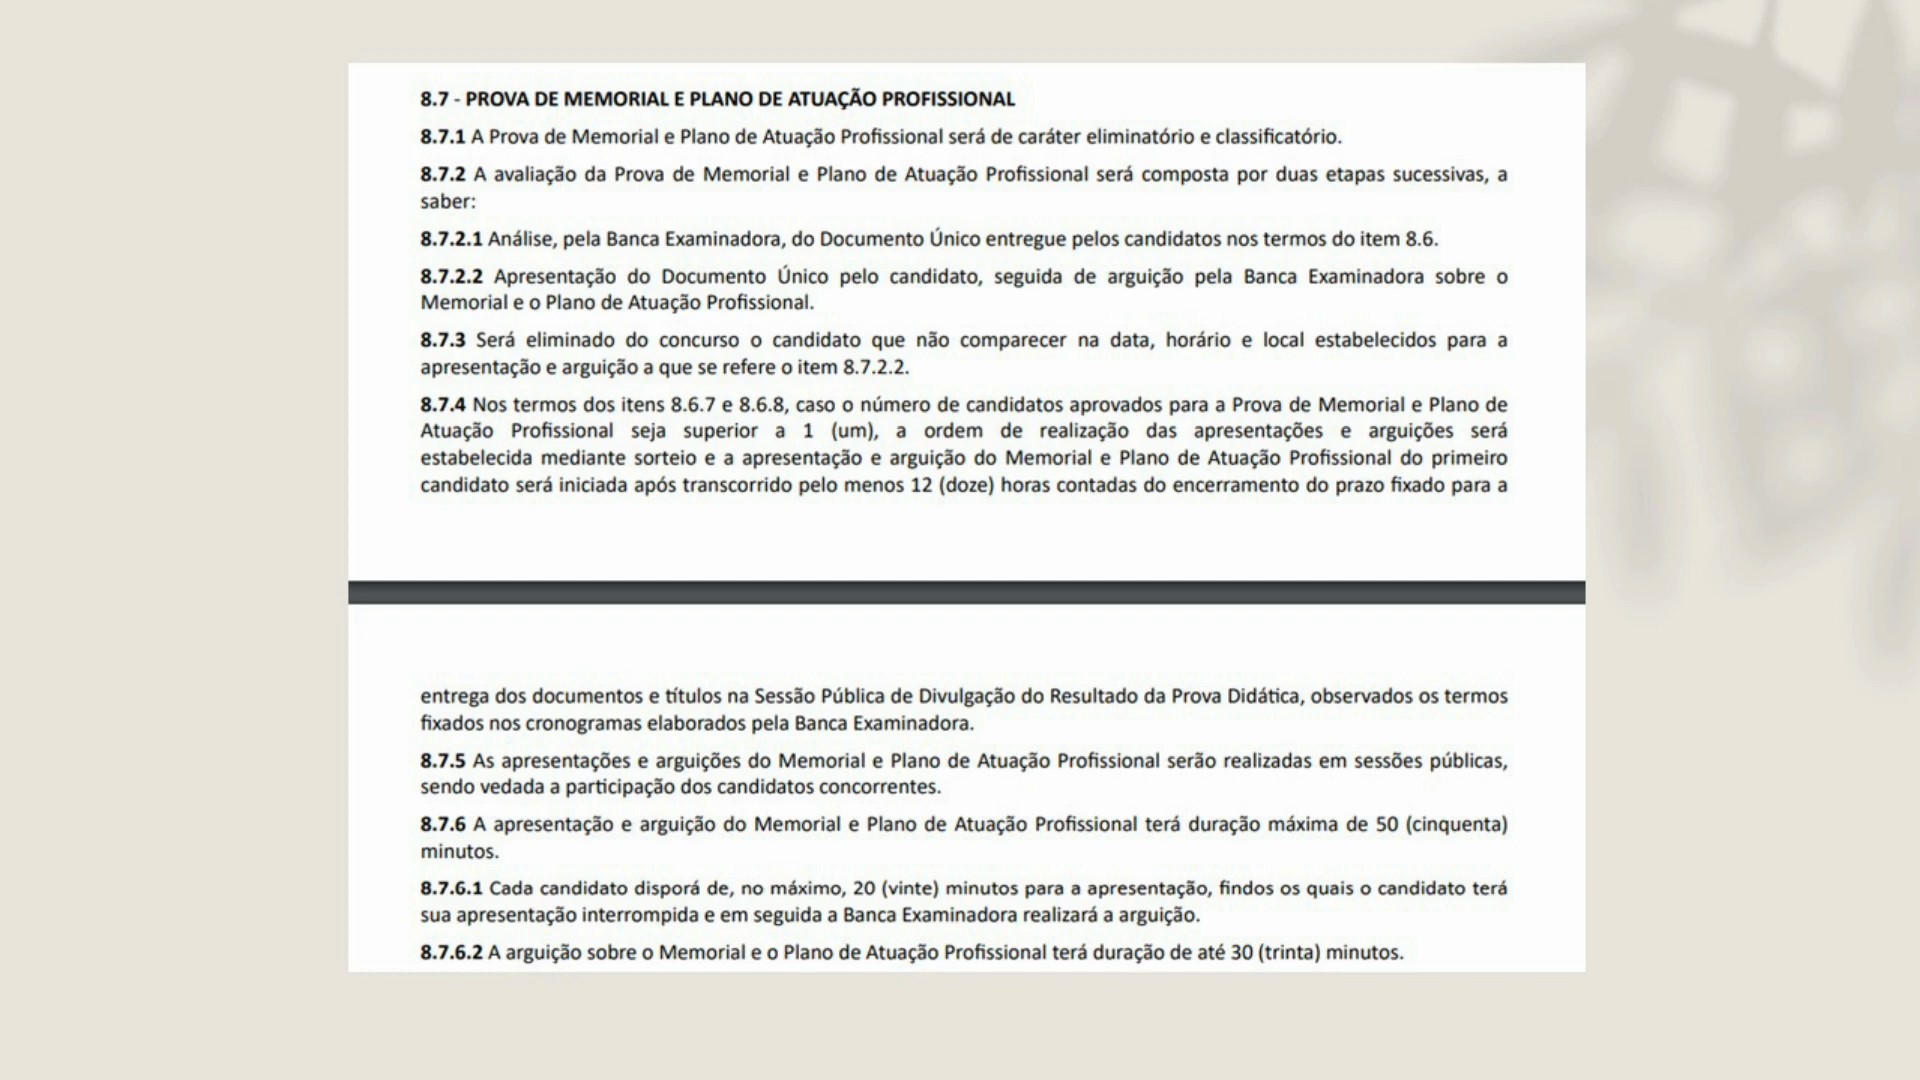 8.7 - PROVA DE MEMORIAL E PLANO DE ATUAÇÃO PROFISSIONAL
8.7.1 A Prova de Memorial e Plano de Atuação Profissional será de caráter eliminatório e classificatório.
8.7.2 A avaliação da Prova de Memorial e Plano de Atuação Profissional será composta por duas etapas sucessivas, a
saber:
8.7.2.1 Análise, pela Banca Examinadora, do Documento Único entregue pelos candidatos nos termos do item 8.6.
8.7.2.2 Apresentação do Documento Único pelo candidato, seguida de arguição pela Banca Examinadora sobre o
Memorial e o Plano de Atuação Profissional.
8.7.3 Será eliminado do concurso o candidato que não comparecer na data, horário e local estabelecidos para a
apresentação e arguição a que se refere o item 8.7.2.2.
8.7.4 Nos termos dos itens 8.6.7 e 8.6.8, caso o número de candidatos aprovados para a Prova de Memorial e Plano de
Atuação Profissional seja superior a 1 (um), a ordem de realização das apresentações e arguições será
estabelecida mediante sorteio e a apresentação e arguição do Memorial e Plano de Atuação Profissional do primeiro
candidato será iniciada após transcorrido pelo menos 12 (doze) horas contadas do encerramento do prazo fixado para a
entrega dos documentos e títulos na Sessão Pública de Divulgação do Resultado da Prova Didática, observados os termos
fixados nos cronogramas elaborados pela Banca Examinadora.
8.7.5 As apresentações e arguições do Memorial e Plano de Atuação Profissional serão realizadas em sessões públicas,
sendo vedada a participação dos candidatos concorrentes.
8.7.6 A apresentação e arguição do Memorial e Plano de Atuação Profissional terá duração máxima de 50 (cinquenta)
minutos.
8.7.6.1 Cada candidato disporá de, no máximo, 20 (vinte) minutos para a apresentação, findos os quais o candidato terá
sua apresentação interrompida e em seguida a Banca Examinadora realizará a arguição.
8.7.6.2 A arguição sobre o Memorial e o Plano de Atuação Profissional terá duração de até 30 (trinta) minutos.